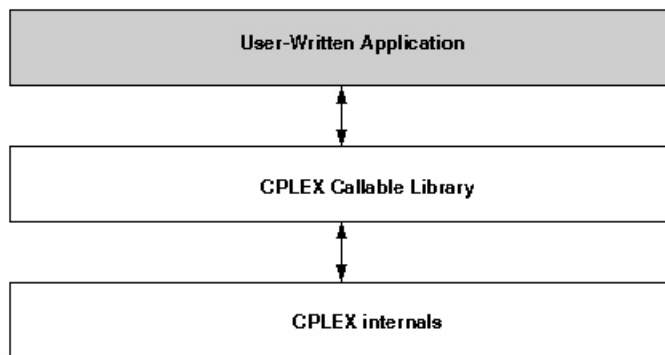 User-Written Application
CPLEX Callable Library
CPLEX internals